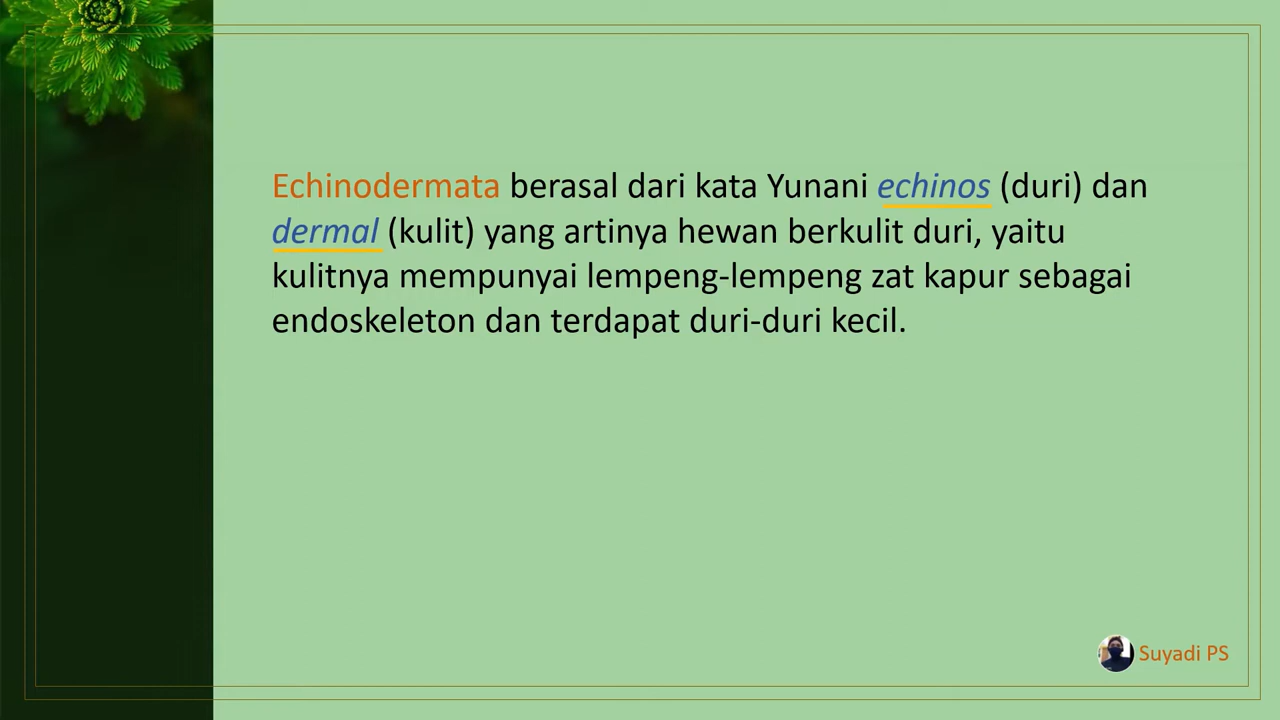 Echinodermata berasal dari kata Yunani echinos (duri) dan
dermal (kulit) yang artinya hewan berkulit duri, yaitu
kulitnya mempunyai lempeng-lempeng zat kapur sebagai
endoskeleton dan terdapat duri-duri kecil.
Suyadi PS